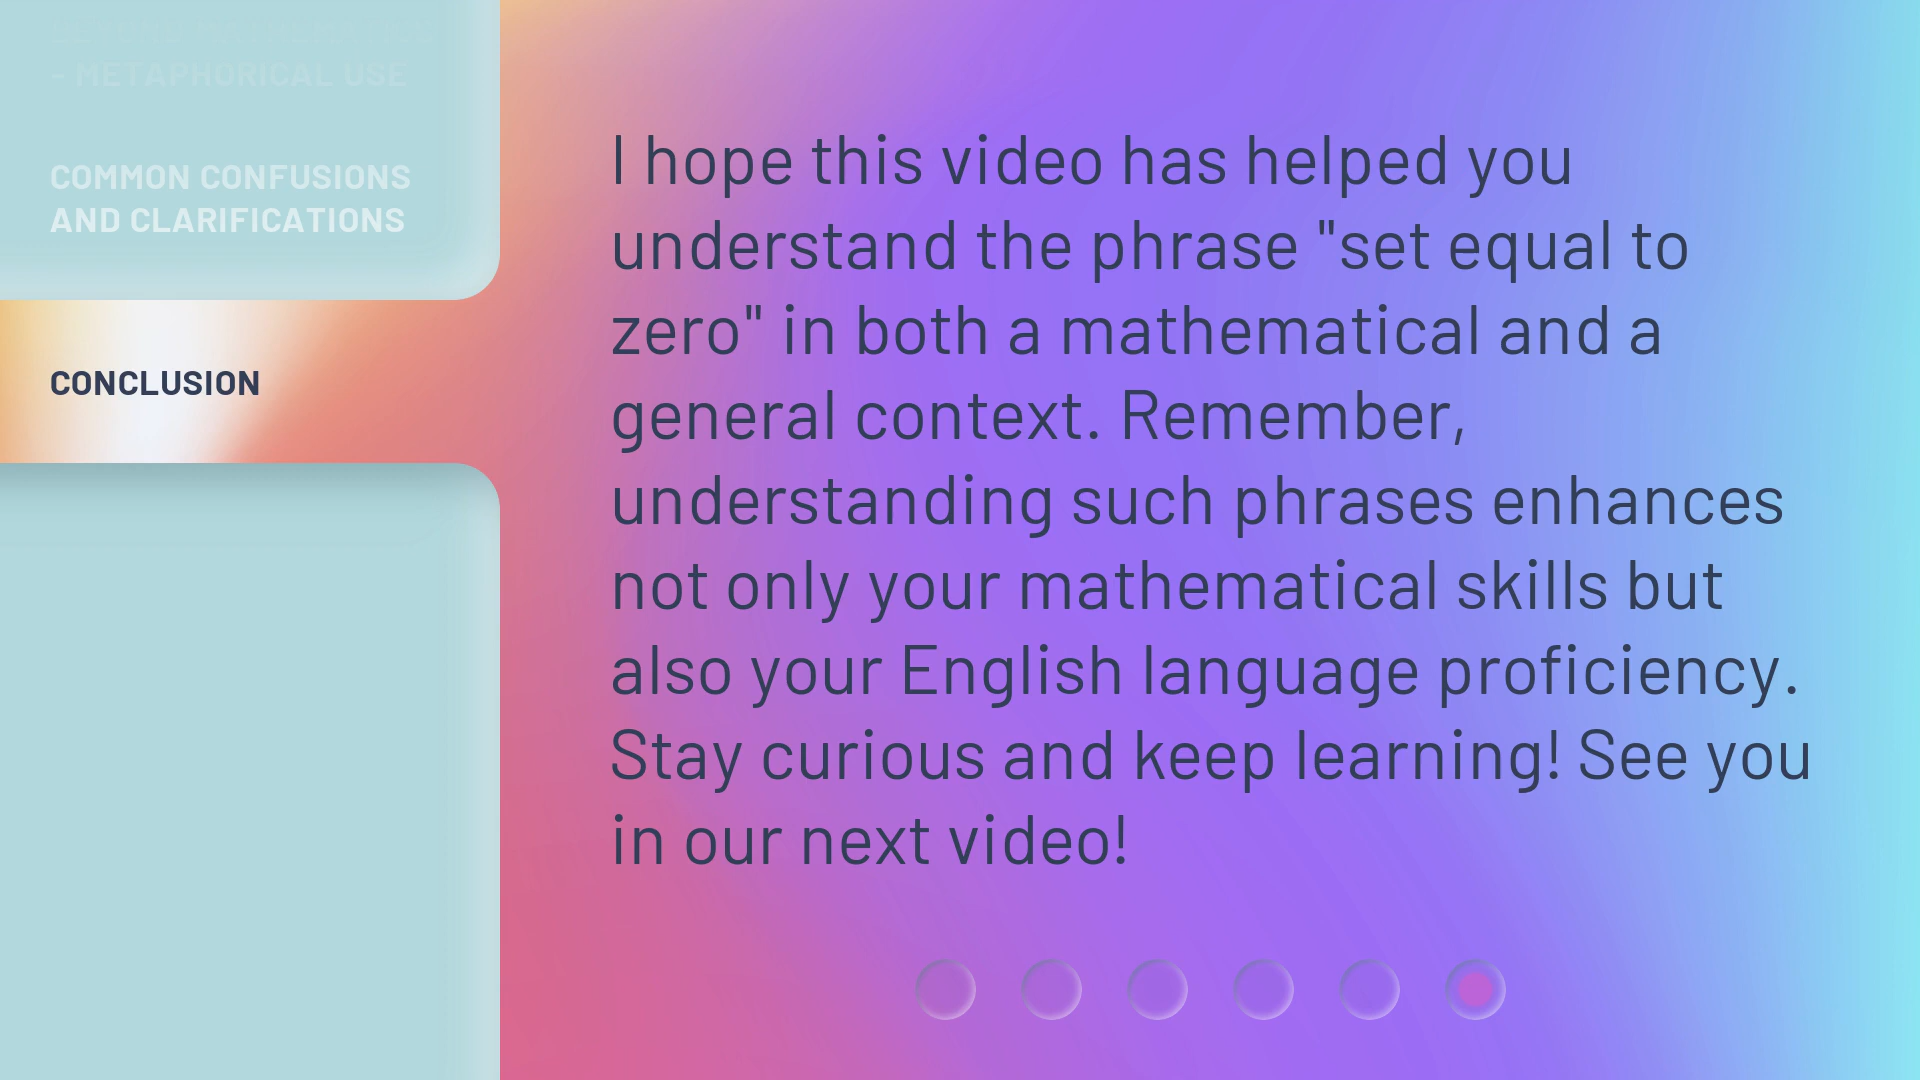 BEYOND MATHEMATICS
- METAPHORICAL USE
COMMON CONFUSIONS
AND CLARIFICATIONS
CONCLUSION
I hope this video has helped you
understand the phrase "set equal to
zero" in both a mathematical and a
general context. Remember,
understanding such phrases enhances
not only your mathematical skills but
also your English language proficiency.
Stay curious and keep learning! See you
in our next video!